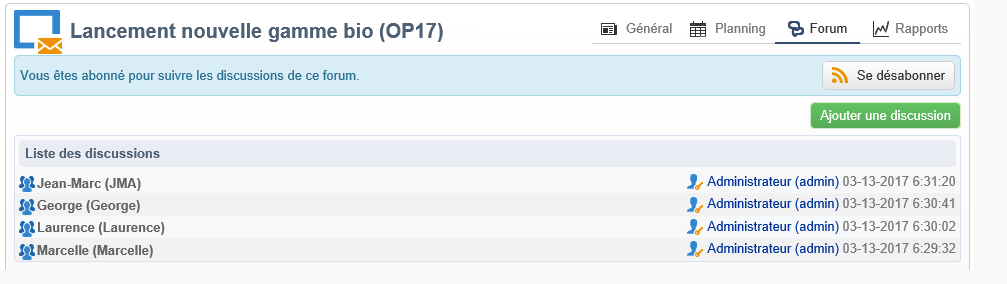 Lancement nouvelle gamme bio (OP17) Général Planning Forum Rapports
Vous êtes abonné pour suivre les discussions de ce forum. Se désabonner
Ajouter une discussion
Liste des discussions
Jean-Marc (JMA) Administrateur (admin) 03-13-2017 6:31:20
George (George) Administrateur (admin) 03-13-2017 6:30:41
Laurence (Laurence) Administrateur (admin) 03-13-2017 6:30:02
Marcelle (Marcelle) Administrateur (admin) 03-13-2017 6:29:32